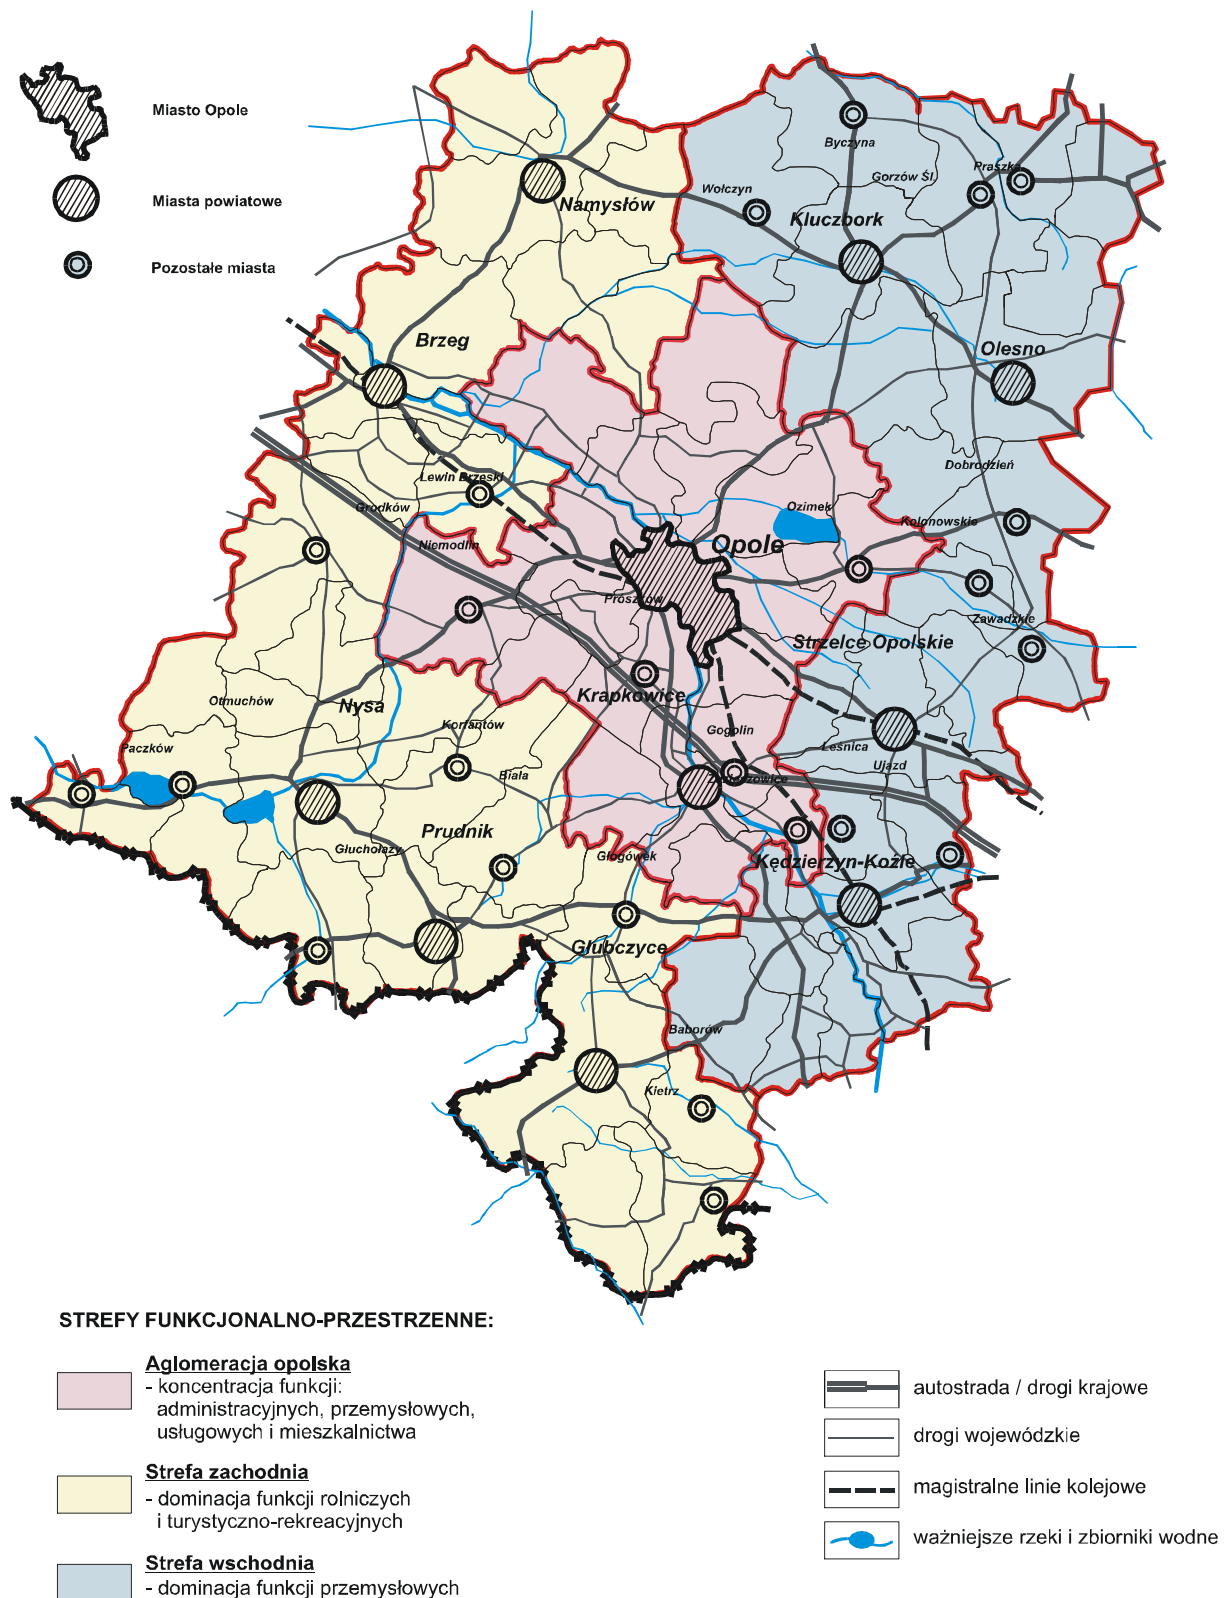 Miasto Opole
Miasta powiatowe
Pozostałe miasta
Byczyna
Praszka
Gorzów Śl.
Wołczyn
Namysłów
Kluczbork
Brzeg
Olesno
Dobrodzień
Lewin Brzeski
Grodków
Ozimek
Kolonowskie
Niemodlin
Opole
Prószków
Zawadzkie
Strzelce Opolskie
Krapkowice
Otmuchów
Nysa
Korfantów
Gogolin
Leśnica
Paczków
Ujazd
Biała
Zdzieszowice
Prudnik
Głuchołazy
Głogówek
Kędzierzyn-Koźle
Głubczyce
Baborów
Kietrz
STREFY FUNKCJONALNO-PRZESTRZENNE:
Aglomeracja opolska
- koncentracja funkcji:
administracyjnych, przemysłowych,
usługowych i mieszkalnictwa
Strefa zachodnia
- dominacja funkcji rolniczych
i turystyczno-rekreacyjnych
Strefa wschodnia
- dominacja funkcji przemysłowych
autostrada / drogi krajowe
drogi wojewódzkie
magistralne linie kolejowe
ważniejsze rzeki i zbiorniki wodne